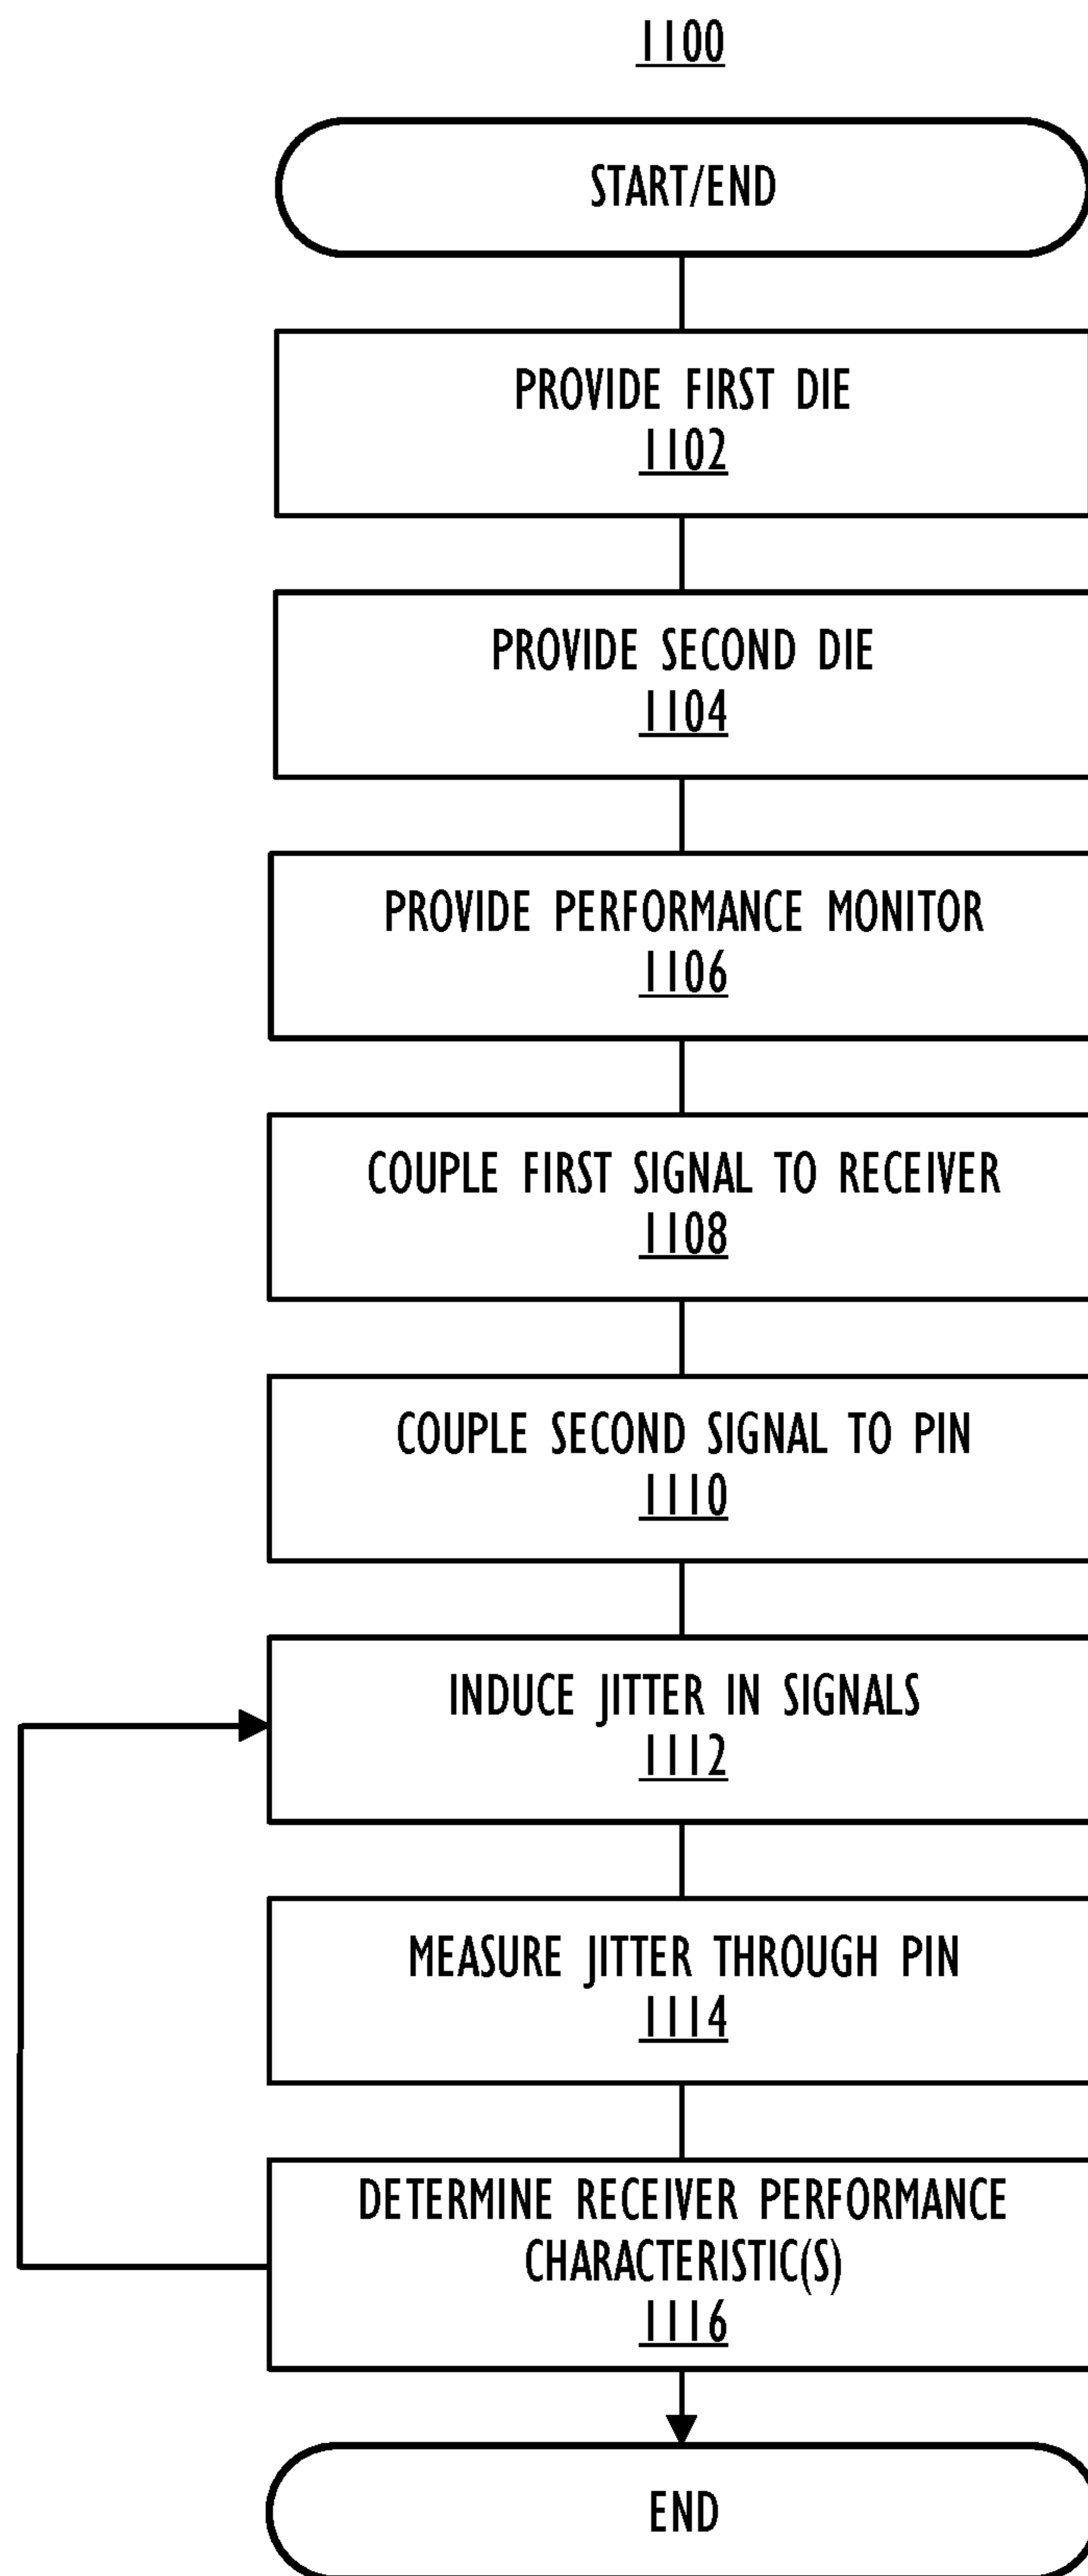 1100
START/END
PROVIDE FIRST DIE
1102
PROVIDE SECOND DIE
1104
PROVIDE PERFORMANCE MONITOR
1106
COUPLE FIRST SIGNAL TO RECEIVER
1108
COUPLE SECOND SIGNAL TO PIN
1110
INDUCE JITTER IN SIGNALS
1112
MEASURE JITTER THROUGH PIN
1114
DETERMINE RECEIVER PERFORMANCE
CHARACTERISTIC(S)
1116
END